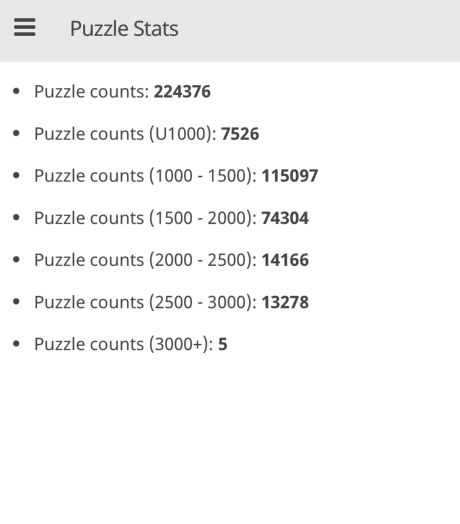 Puzzle Stats
Puzzle counts: 224376
Puzzle counts (U1000): 7526
Puzzle counts (1000 - 1500): 115097
Puzzle counts (1500 - 2000): 74304
Puzzle counts (2000 - 2500): 14166
Puzzle counts (2500 - 3000): 13278
Puzzle counts (3000+): 5